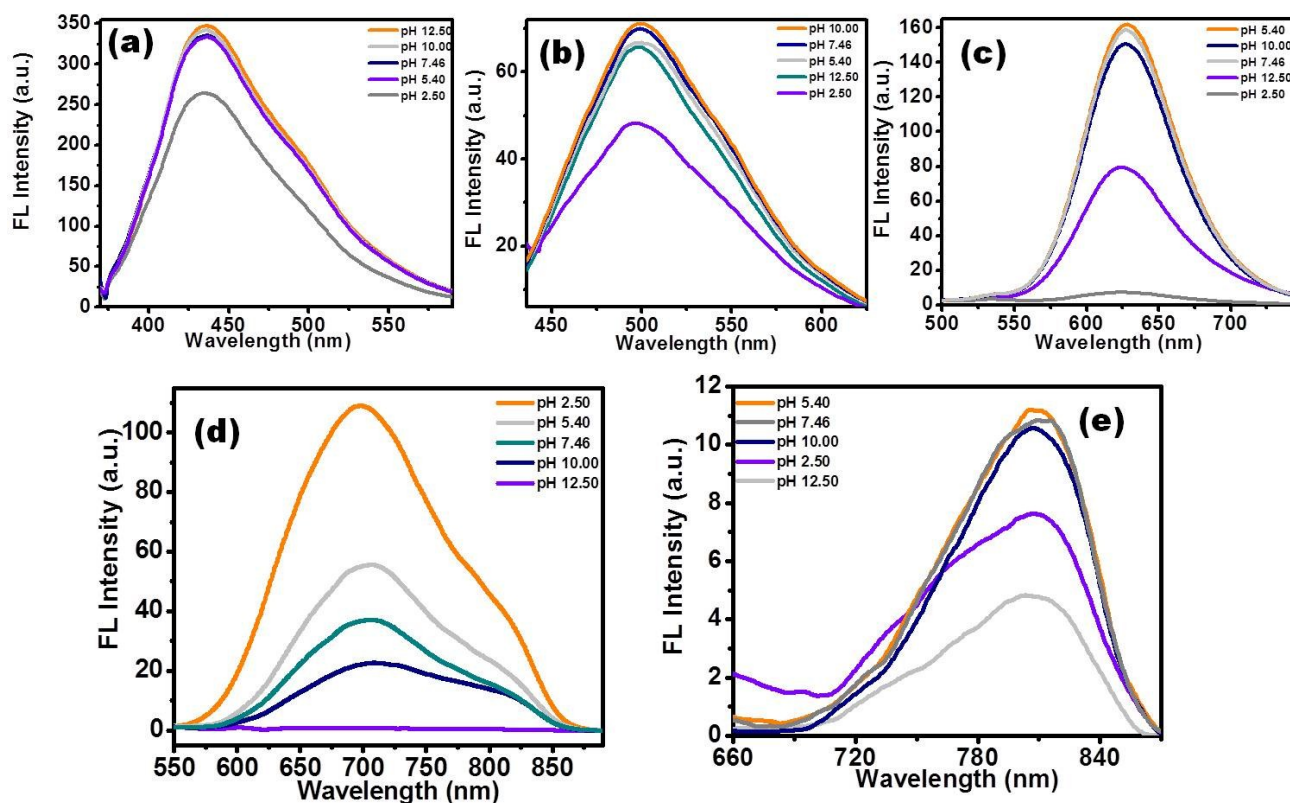 (a)
pH 12.50
pH 10.00
pH 7.46
pH 5.40
pH 2.50
FL Intensity (a.u.)
350
300
250
200
150
100
50
0
400 450 500 550
Wavelength (nm)
(b)
pH 10.00
pH 7.46
pH 5.40
pH 12.50
pH 2.50
FL Intensity (a.u.)
60
40
20
450 500 550 600
Wavelength (nm)
(c)
pH 5.40
pH 10.00
pH 7.46
pH 12.50
pH 2.50
FL Intensity (a.u.)
160
140
120
100
80
60
40
20
0
500 550 600 650 700
Wavelength (nm)
(d)
pH 2.50
pH 5.40
pH 7.46
pH 10.00
pH 12.50
FL Intensity (a.u.)
100
80
60
40
20
0
550 600 650 700 750 800 850
Wavelength (nm)
(e)
pH 5.40
pH 7.46
pH 10.00
pH 2.50
pH 12.50
FL Intensity (a.u.)
12
10
8
6
4
2
0
660 720 780 840
Wavelength (nm)